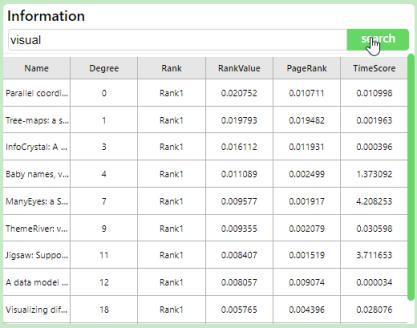 Information
visual search
Name Degree Rank RankValue PageRank TimeScore
Parallel coordi... 0 Rank1 0.020752 0.010711 0.010998
Tree-maps: a s... 1 Rank1 0.019793 0.019482 0.001963
InfoCrystal: A ... 3 Rank1 0.016112 0.011931 0.000396
Baby names, v... 4 Rank1 0.011089 0.002499 1.373092
ManyEyes: a S... 7 Rank1 0.009577 0.001917 4.208253
ThemeRiver: v... 9 Rank1 0.009355 0.002079 0.030598
Jigsaw: Suppo... 11 Rank1 0.008407 0.001519 3.711653
A data model ... 12 Rank1 0.008057 0.009074 0.000034
Visualizing dif... 18 Rank1 0.005765 0.004396 0.028076